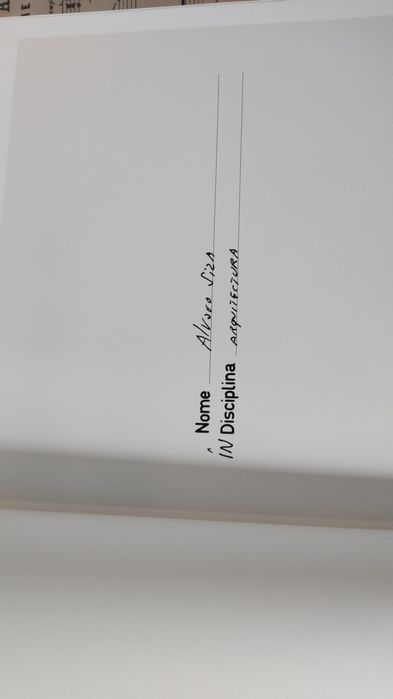 Nome Alvaro Siza
IN Disciplina ARQUITECTURA